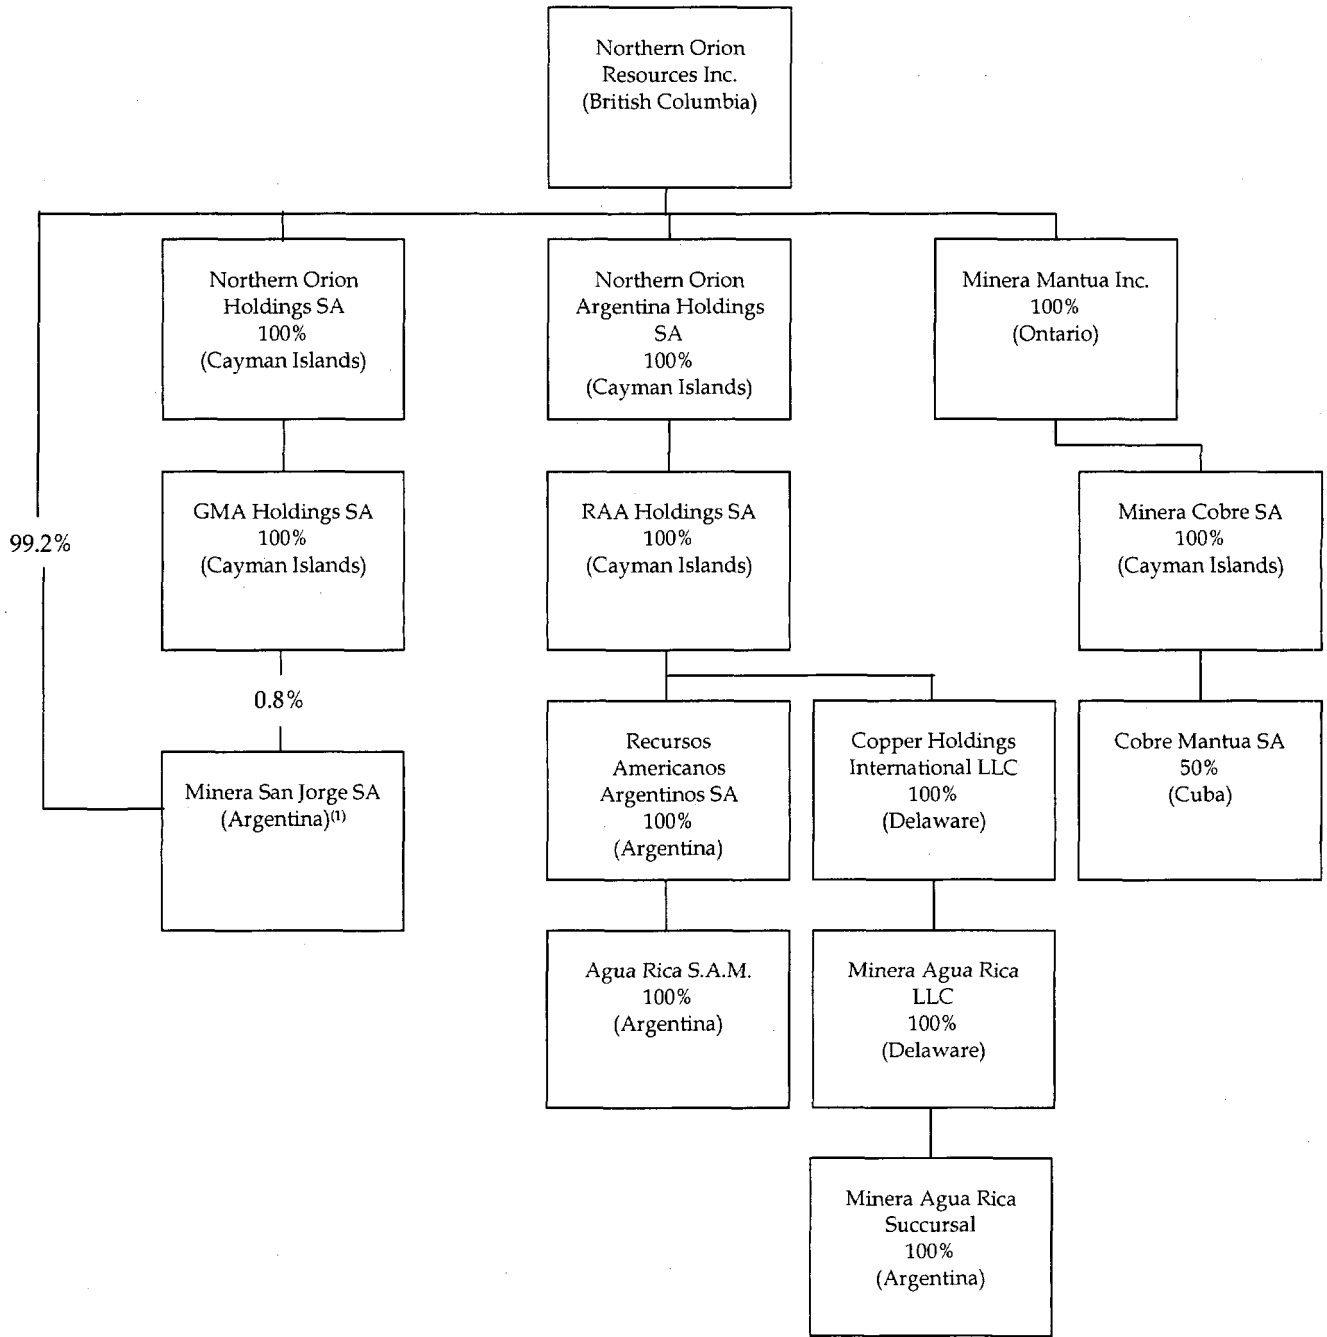 Northern Orion
Resources Inc.
(British Columbia)
Northern Orion
Holdings SA
100%
(Cayman Islands)
Northern Orion
Argentina Holdings
SA
100%
(Cayman Islands)
Minera Mantua Inc.
100%
(Ontario)
GMA Holdings SA
100%
(Cayman Islands)
RAA Holdings SA
100%
(Cayman Islands)
Minera Cobre SA
100%
(Cayman Islands)
99.2%
0.8%
Minera San Jorge SA
(Argentina)(1)
Recursos
Americanos
Argentinos SA
100%
(Argentina)
Copper Holdings
International LLC
100%
(Delaware)
Cobre Mantua SA
50%
(Cuba)
Agua Rica S.A.M.
100%
(Argentina)
Minera Agua Rica
LLC
100%
(Delaware)
Minera Agua Rica
Succursal
100%
(Argentina)